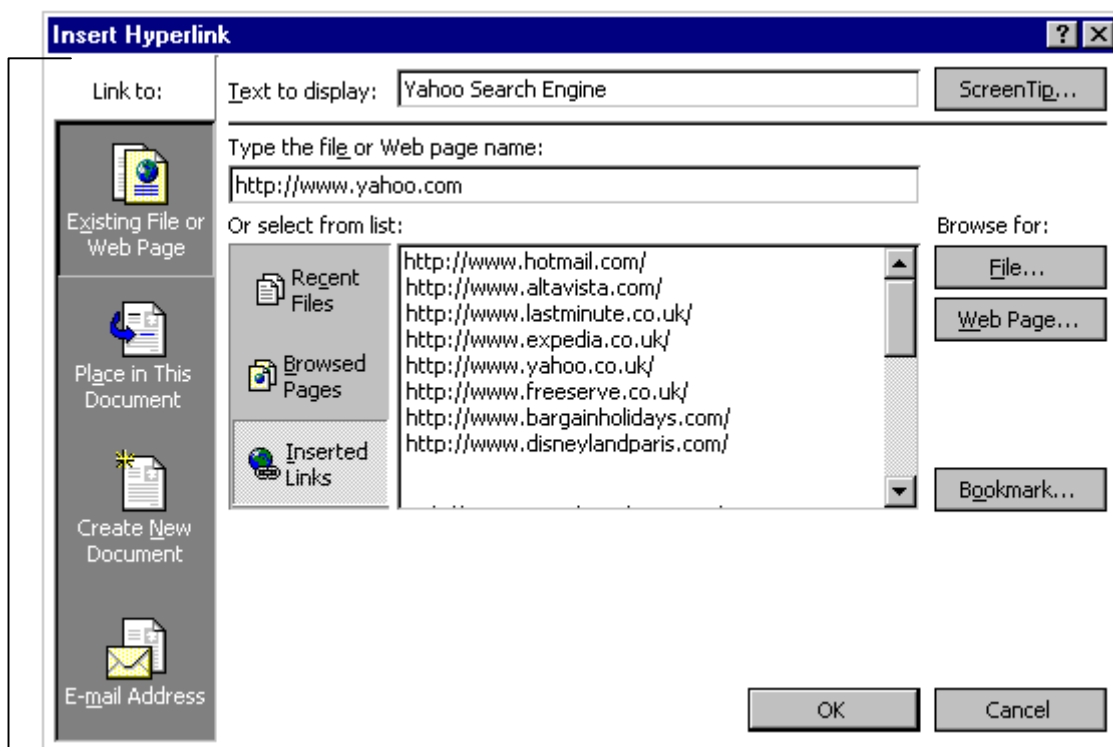 Insert Hyperlink
Link to:
Text to display:
Yahoo Search Engine
ScreenTip...
Existing File or
Web Page
Place in This
Document
Create New
Document
E-mail Address
Type the file or Web page name:
http://www.yahoo.com
Or select from list:
Recent
Files
Browsed
Pages
Inserted
Links
http://www.hotmail.com/
http://www.altavista.com/
http://www.lastminute.co.uk/
http://www.expedia.co.uk/
http://www.yahoo.co.uk/
http://www.freeserve.co.uk/
http://www.bargainholidays.com/
http://www.disneylandparis.com/
Browse for:
File...
Web Page...
Bookmark...
OK
Cancel